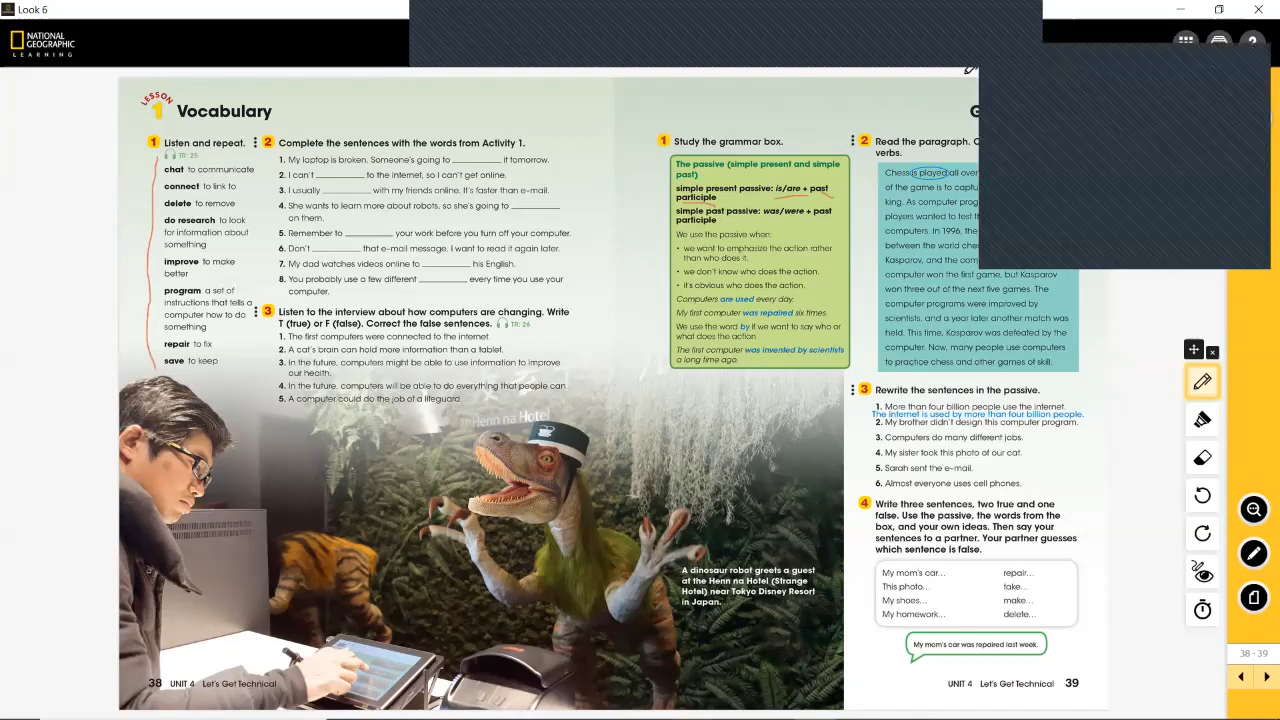 Look 6
NATIONAL
GEOGRAPHIC
LEARNING
LESSON
1 Vocabulary
1 Listen and repeat.
TR: 25
chat to communicate
connect to link to
delete to remove
do research to look
for information about
something
improve to make
better
program a set of
instructions that tells a
computer how to do
something
repair to fix
save to keep
2 Complete the sentences with the words from Activity 1.
1. My laptop is broken. Someone's going to __________ it tomorrow.
2. I can't __________ to the internet, so I can't get online.
3. I usually __________ with my friends online. It's faster than e-mail.
4. She wants to learn more about robots, so she's going to __________
on them.
5. Remember to __________ your work before you turn off your computer.
6. Don't __________ that e-mail message. I want to read it again later.
7. My dad watches videos online to __________ his English.
8. You probably use a few different __________ every time you use your
computer.
3 Listen to the interview about how computers are changing. Write
T (true) or F (false). Correct the false sentences. TR: 26
1. The first computers were connected to the internet.
2. A cat's brain can hold more information than a tablet.
3. In the future, computers might be able to use information to improve
our health.
4. In the future, computers will be able to do everything that people can.
5. A computer could do the job of a lifeguard.
Henn na Hotel
A dinosaur robot greets a guest
at the Henn na Hotel (Strange
Hotel) near Tokyo Disney Resort
in Japan.
38 UNIT 4 Let's Get Technical
G
1 Study the grammar box.
The passive (simple present and simple
past)
simple present passive: is/are + past
participle
simple past passive: was/were + past
participle
We use the passive when:
• we want to emphasize the action rather
than who does it.
• we don't know who does the action.
• it's obvious who does the action.
Computers are used every day.
My first computer was repaired six times.
We use the word by if we want to say who or
what does the action.
The first computer was invented by scientists
a long time ago.
2 Read the paragraph.
verbs.
Chess is played all over
of the game is to captu
king. As computer prog
players wanted to test t
computers. In 1996, the
between the world ches
Kasparov, and the com
computer won the first game, but Kasparov
won three out of the next five games. The
computer programs were improved by
scientists, and a year later another match was
held. This time, Kasparov was defeated by the
computer. Now, many people use computers
to practice chess and other games of skill.
3 Rewrite the sentences in the passive.
1. More than four billion people use the internet.
The internet is used by more than four billion people.
2. My brother didn't design this computer program.
3. Computers do many different jobs.
4. My sister took this photo of our cat.
5. Sarah sent the e-mail.
6. Almost everyone uses cell phones.
4 Write three sentences, two true and one
false. Use the passive, the words from the
box, and your own ideas. Then say your
sentences to a partner. Your partner guesses
which sentence is false.
My mom's car... repair...
This photo... take...
My shoes... make...
My homework... delete...
My mom's car was repaired last week.
UNIT 4 Let's Get Technical 39
38 - 39